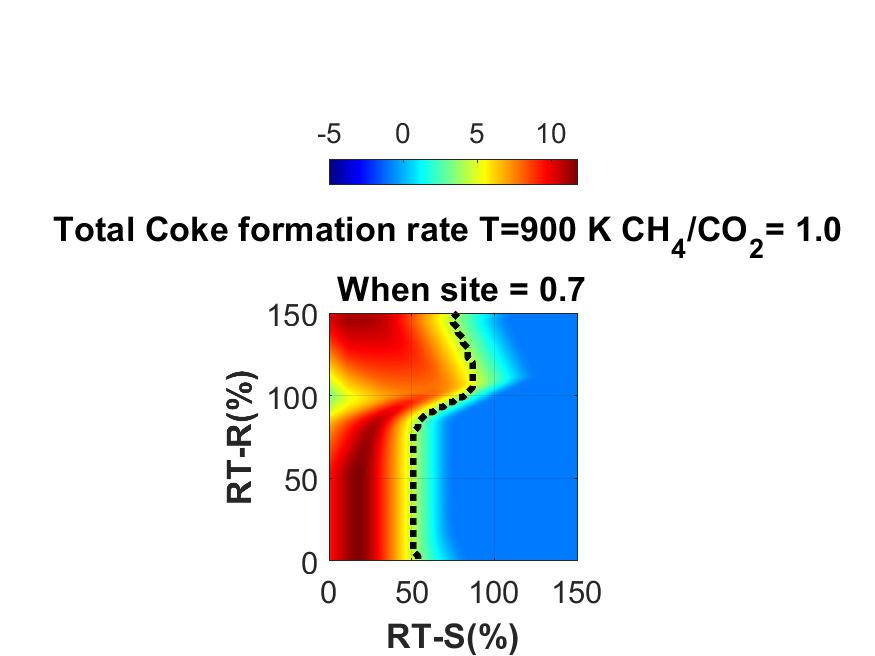 -5 0 5 10
Total Coke formation rate T=900 K CH4/CO2= 1.0
When site = 0.7
150
100
50
0
RT-R(%)
0 50 100 150
RT-S(%)